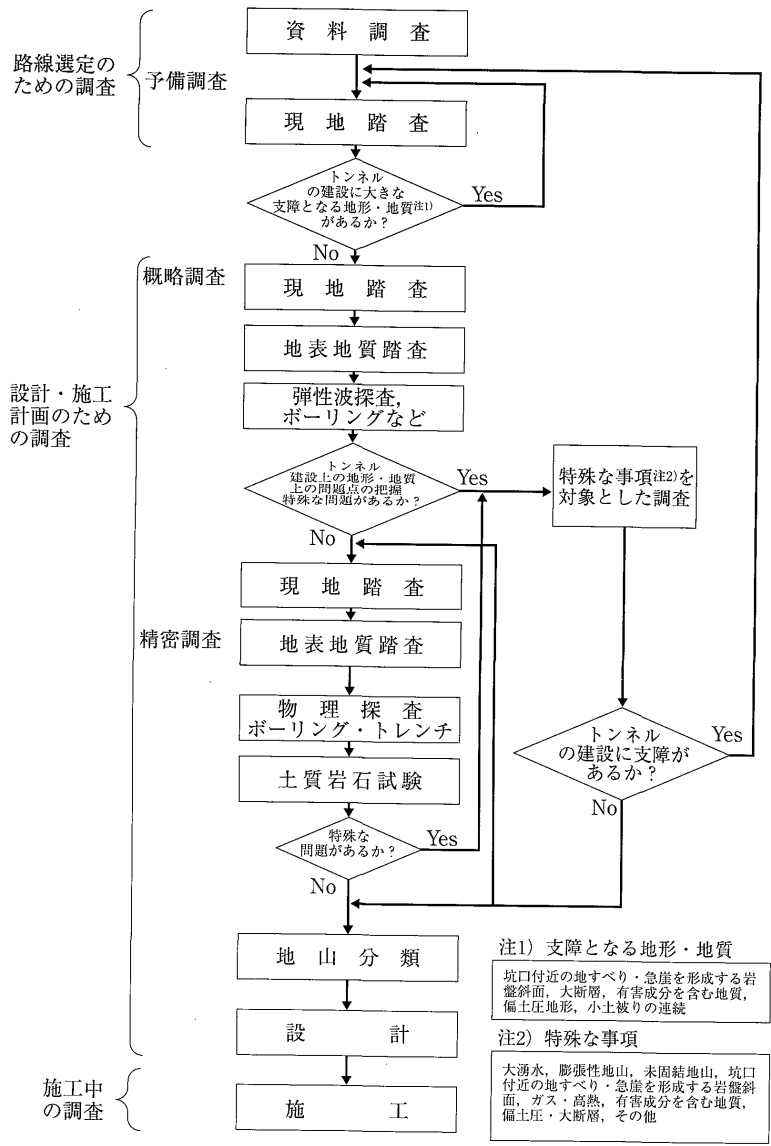 資料調査
路線選定の
ための調査
予備調査
現地踏査
トンネル
の建設に大きな
支障となる地形・地質注1)
があるか？
Yes
No
概略調査
現地踏査
地表地質踏査
設計・施工
計画のため
の調査
弾性波探査，
ボーリングなど
トンネル
建設上の地形・地質
上の問題点の把握
特殊な問題があるか？
Yes
No
特殊な事項注2)を
対象とした調査
現地踏査
精密調査
地表地質踏査
物理探査
ボーリング・トレンチ
トンネル
の建設に支障が
あるか？
Yes
No
土質岩石試験
特殊な
問題があるか？
Yes
No
地山分類
設計
施工中
の調査
施工
注1) 支障となる地形・地質
坑口付近の地すべり・急崖を形成する岩
盤斜面，大断層，有害成分を含む地質，
偏土圧地形，小土被りの連続
注2) 特殊な事項
大湧水，膨張性地山，未固結地山，坑口
付近の地すべり・急崖を形成する岩盤斜
面，ガス・高熱，有害成分を含む地質，
偏土圧・大断層，その他